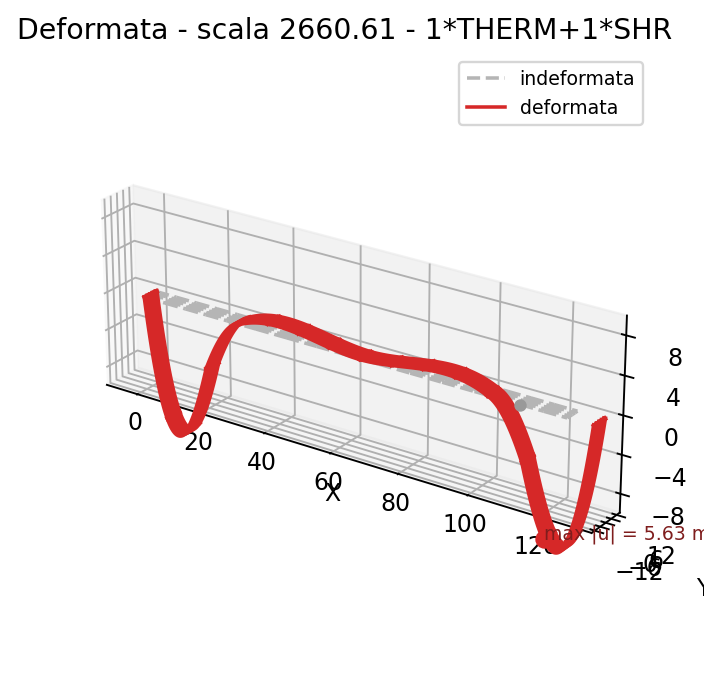 Deformata - scala 2660.61 - 1*THERM+1*SHR
indeformata
deformata
8
4
0
−4
−8
0
20
40
60
80
100
120
X
max |u| = 5.63 m
12
−12
Y